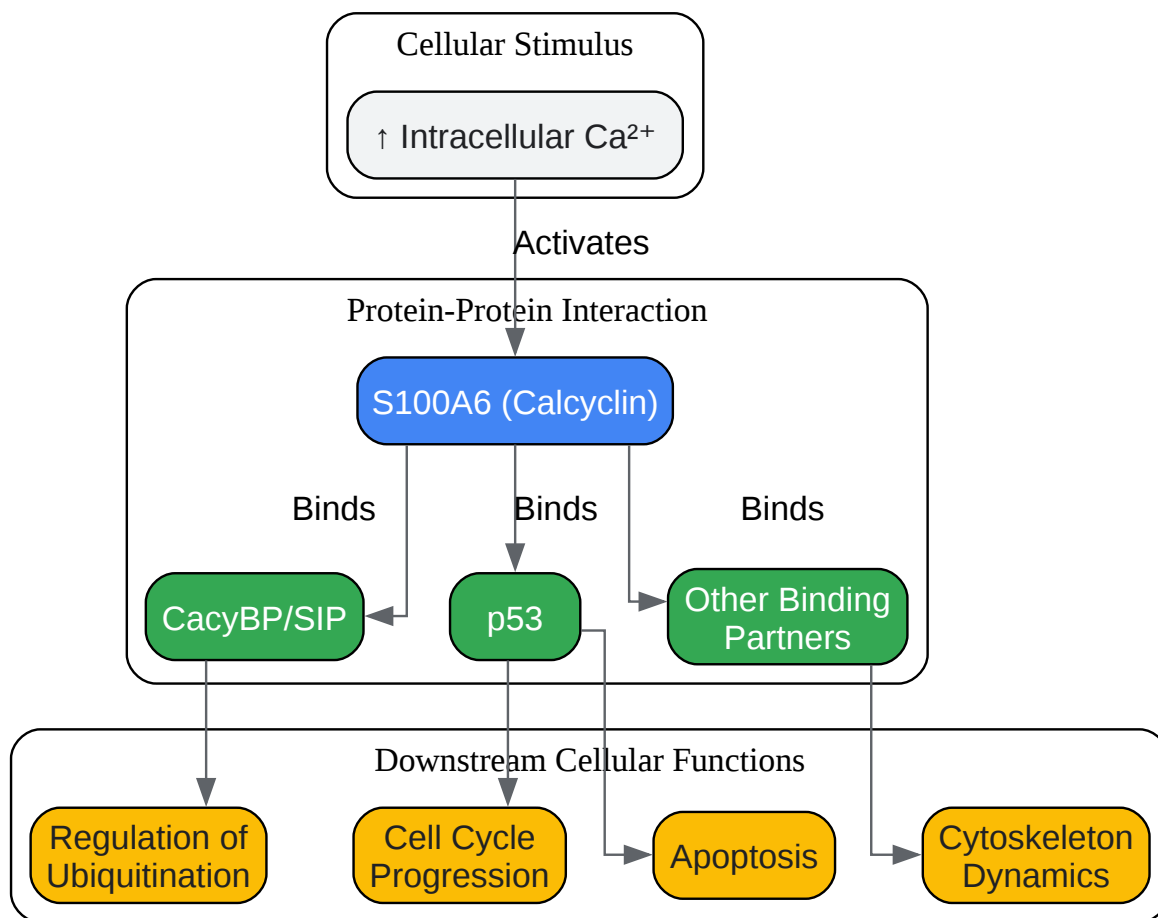 Cellular Stimulus
↑ Intracellular Ca²⁺
Activates
Protein-Protein Interaction
S100A6 (Calcyclin)
Binds
Binds
Binds
CacyBP/SIP
p53
Other Binding
Partners
Downstream Cellular Functions
Regulation of
Ubiquitination
Cell Cycle
Progression
Apoptosis
Cytoskeleton
Dynamics